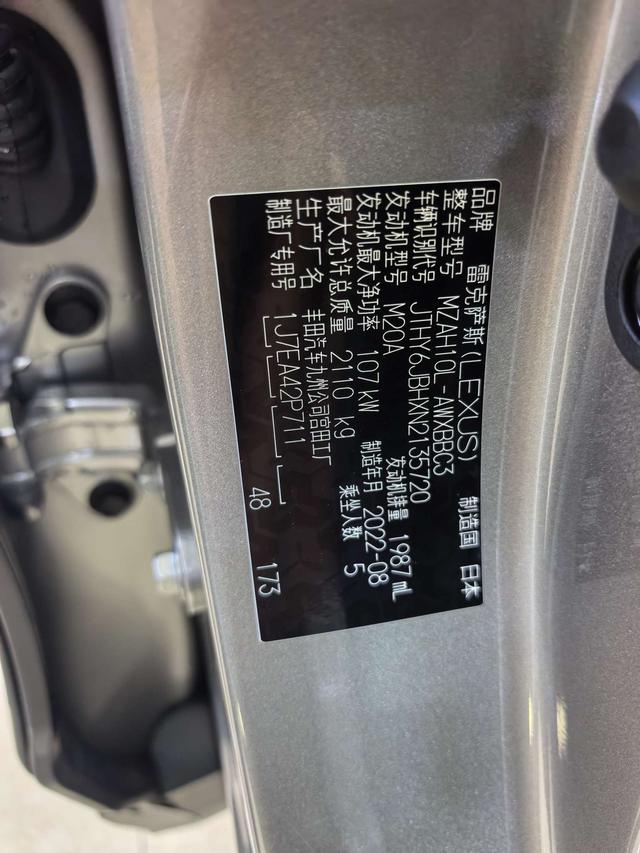 品牌 雷克萨斯(LEXUS) 制造国 日本
整车型号 MZAH10L-AWXBBC3
车辆识别代号 JTHY6JBHXN2135720
发动机型号 M20A 发动机排量 1987 mL
发动机最大净功率 107 kW 制造年月 2022-08
最大允许总质量 2110 kg 乘坐人数 5
生产厂名 丰田汽车九州公司宫田工厂
制造厂专用号 1J7EA42P711 48 173